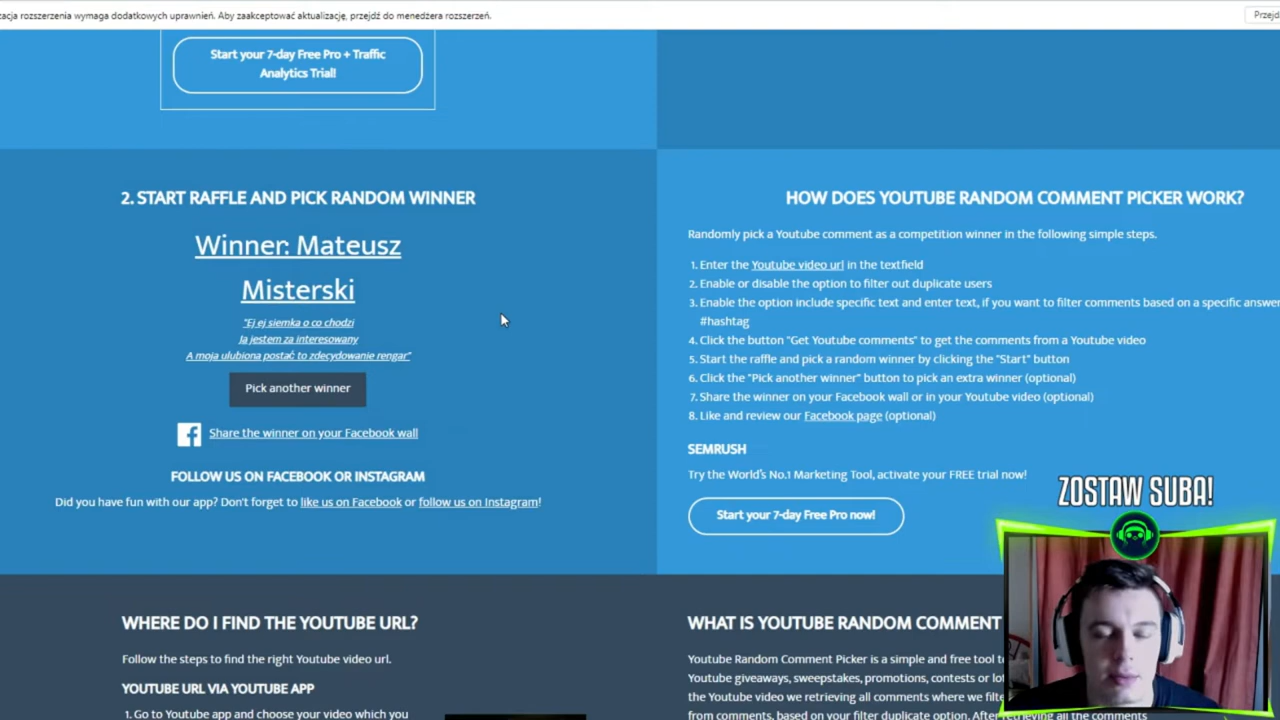 zacja rozszerzenia wymaga dodatkowych uprawnień. Aby zaakceptować aktualizację, przejdź do menedżera rozszerzeń.
Przejd
Start your 7-day Free Pro + Traffic
Analytics Trial!
2. START RAFFLE AND PICK RANDOM WINNER
Winner: Mateusz
Misterski
"Ej ej siemka o co chodzi
Ja jestem za interesowany
A moja ulubiona postać to zdecydowanie rengar"
Pick another winner
Share the winner on your Facebook wall
FOLLOW US ON FACEBOOK OR INSTAGRAM
Did you have fun with our app? Don't forget to like us on Facebook or follow us on Instagram!
HOW DOES YOUTUBE RANDOM COMMENT PICKER WORK?
Randomly pick a Youtube comment as a competition winner in the following simple steps.
1. Enter the Youtube video url in the textfield
2. Enable or disable the option to filter out duplicate users
3. Enable the option include specific text and enter text, if you want to filter comments based on a specific answer
#hashtag
4. Click the button "Get Youtube comments" to get the comments from a Youtube video
5. Start the raffle and pick a random winner by clicking the "Start" button
6. Click the "Pick another winner" button to pick an extra winner (optional)
7. Share the winner on your Facebook wall or in your Youtube video (optional)
8. Like and review our Facebook page (optional)
SEMRUSH
Try the World's No.1 Marketing Tool, activate your FREE trial now!
Start your 7-day Free Pro now!
ZOSTAW SUBA!
WHERE DO I FIND THE YOUTUBE URL?
Follow the steps to find the right Youtube video url.
YOUTUBE URL VIA YOUTUBE APP
1. Go to Youtube app and choose your video which you
WHAT IS YOUTUBE RANDOM COMMENT
Youtube Random Comment Picker is a simple and free tool to
Youtube giveaways, sweepstakes, promotions, contests or lot
the Youtube video we retrieving all comments where we filte
from comments, based on your filter duplicate option. After retrieving all the comments